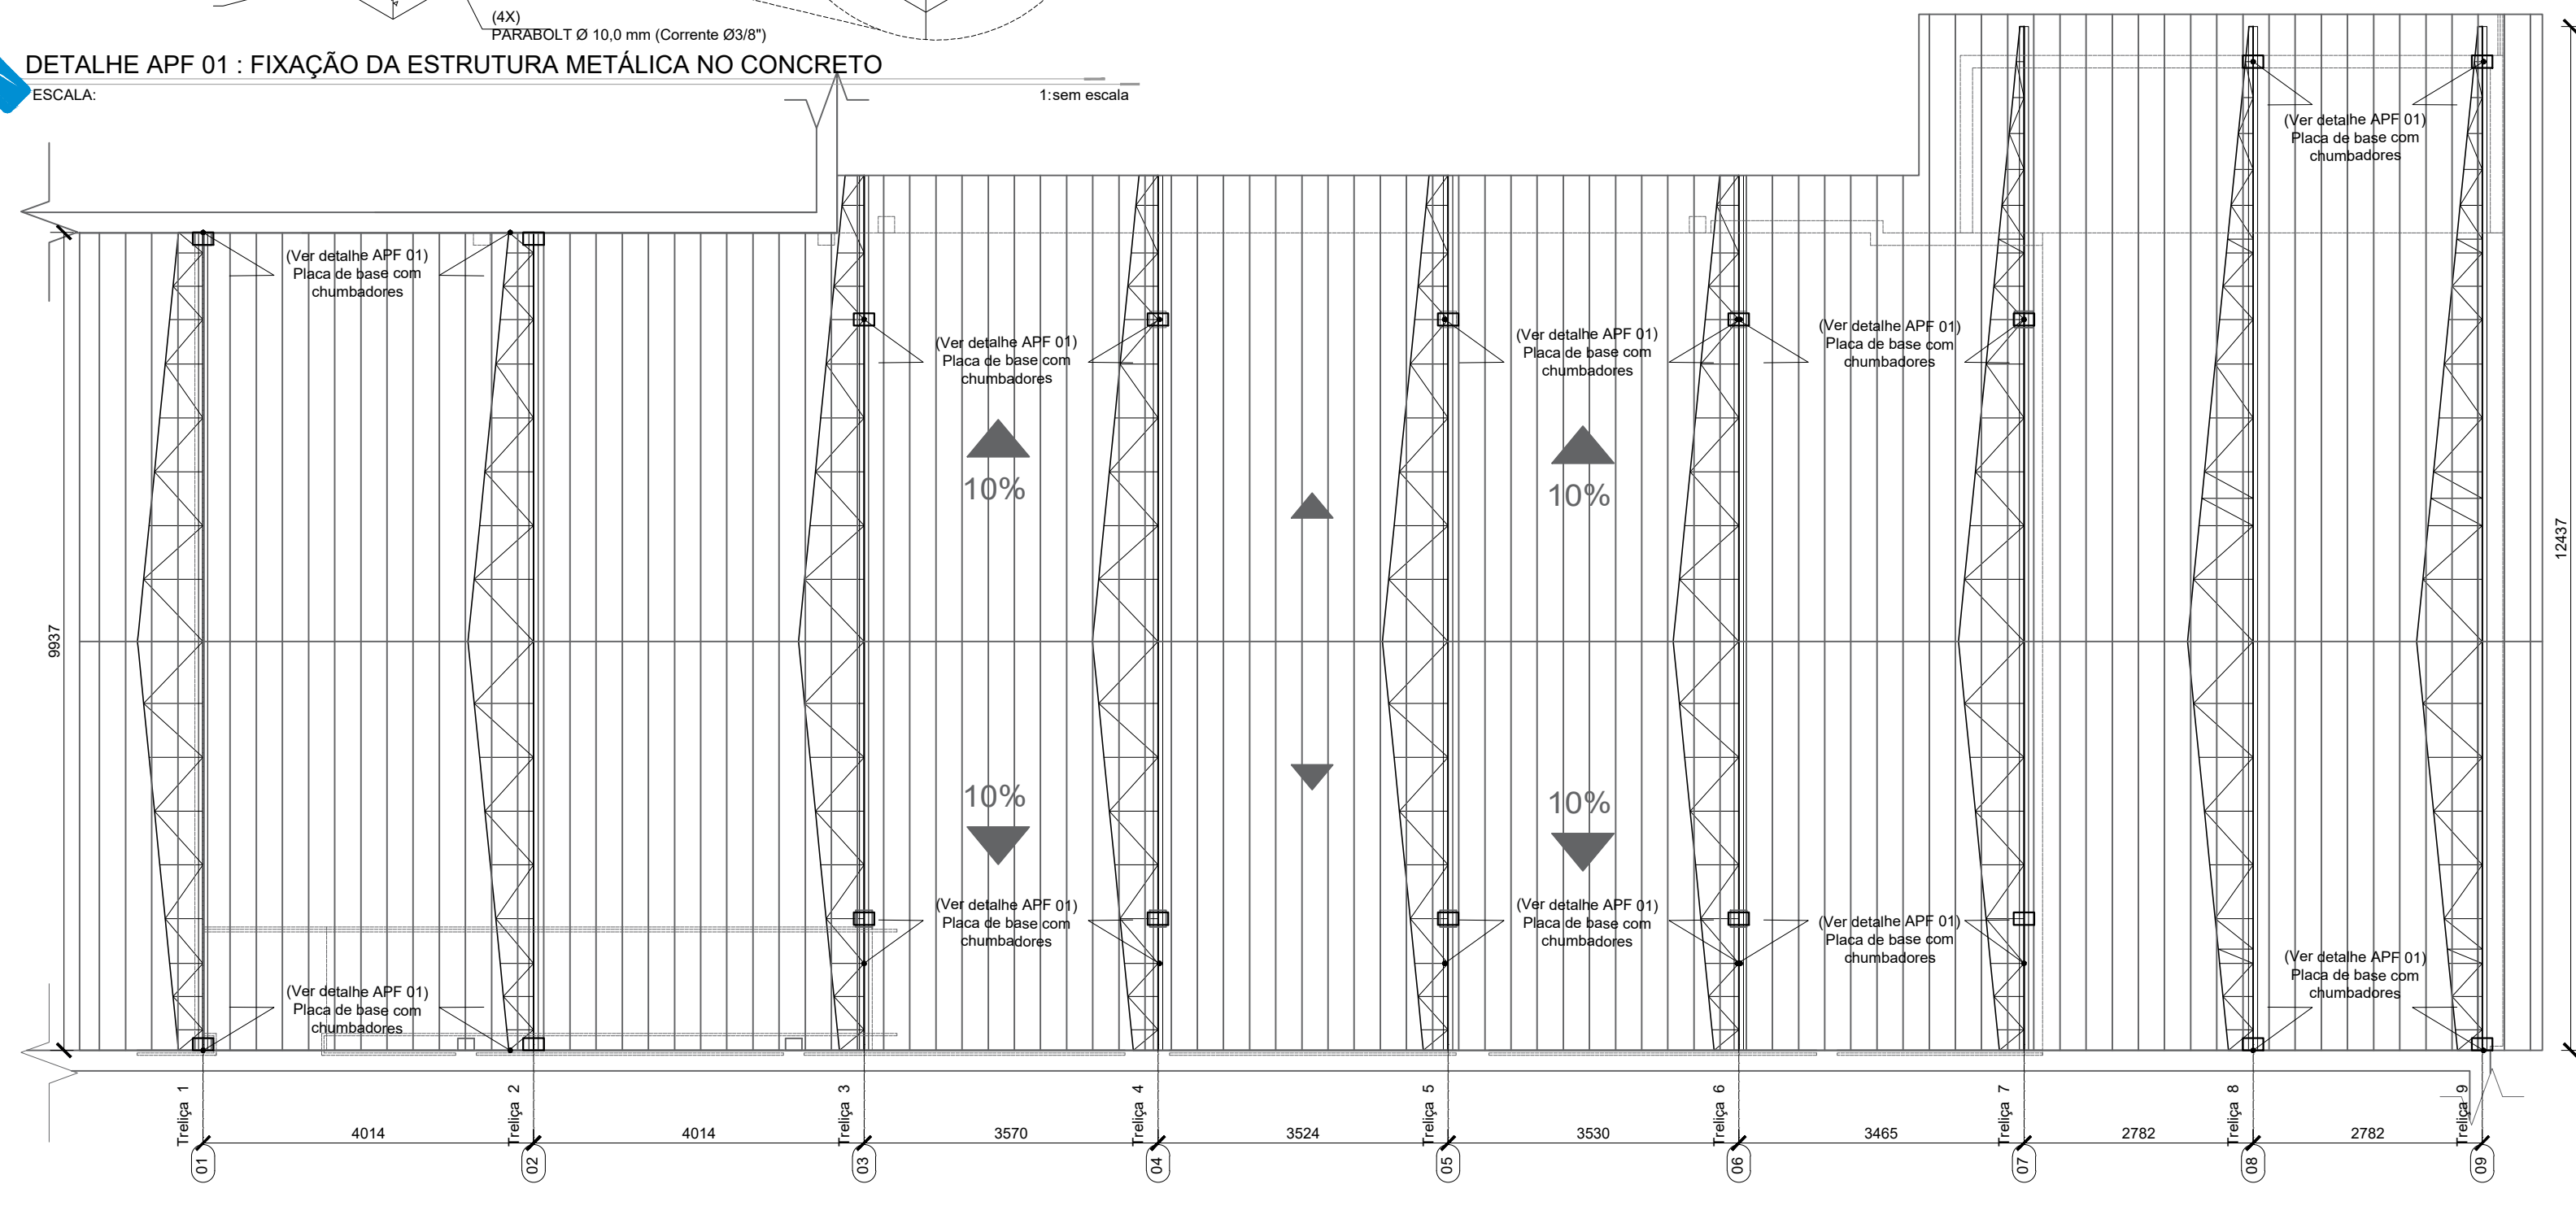 (4X)
PARABOLT Ø 10,0 mm (Corrente Ø3/8")
DETALHE APF 01 : FIXAÇÃO DA ESTRUTURA METÁLICA NO CONCRETO
ESCALA:
1:sem escala
(Ver detalhe APF 01)
Placa de base com
chumbadores
(Ver detalhe APF 01)
Placa de base com
chumbadores
(Ver detalhe APF 01)
Placa de base com
chumbadores
(Ver detalhe APF 01)
Placa de base com
chumbadores
(Ver detalhe APF 01)
Placa de base com
chumbadores
10%
10%
12437
9937
10%
10%
(Ver detalhe APF 01)
Placa de base com
chumbadores
(Ver detalhe APF 01)
Placa de base com
chumbadores
(Ver detalhe APF 01)
Placa de base com
chumbadores
(Ver detalhe APF 01)
Placa de base com
chumbadores
(Ver detalhe APF 01)
Placa de base com
chumbadores
Treliça 1
Treliça 2
Treliça 3
Treliça 4
Treliça 5
Treliça 6
Treliça 7
Treliça 8
Treliça 9
4014
4014
3570
3524
3530
3465
2782
2782
01
02
03
04
05
06
07
08
09